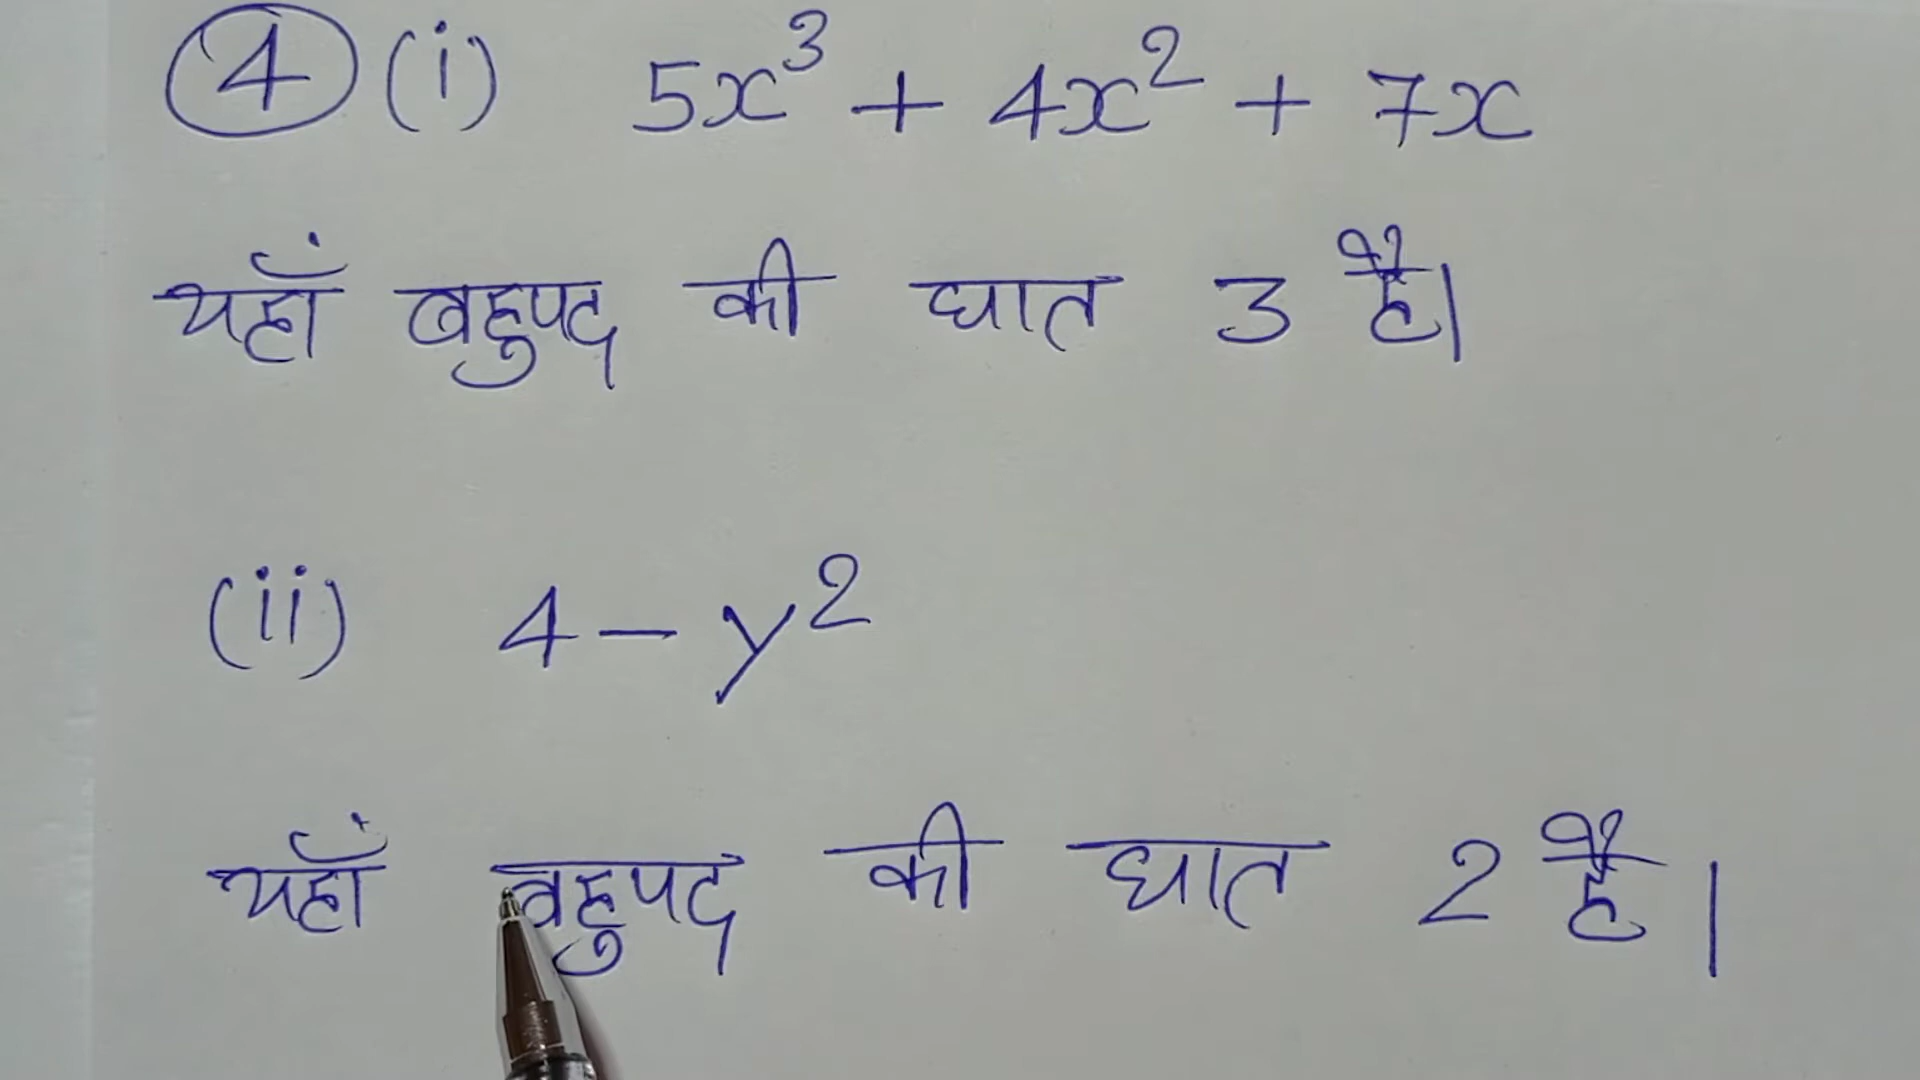 4 (i) 5x³ + 4x² + 7x
यहाँ बहुपद की घात 3 है।
(ii) 4 - y²
यहाँ बहुपद की घात 2 है।